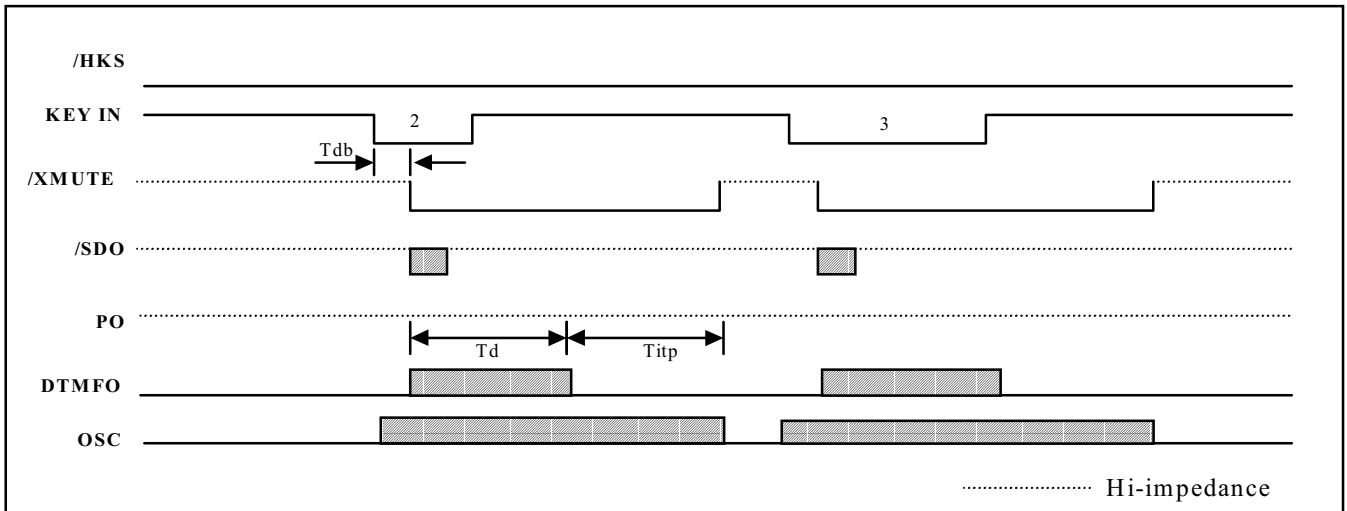 /HKS
KEY IN
2
3
Tdb
/XMUTE
/SDO
PO
Td
Titp
DTMFO
OSC
Hi-impedance